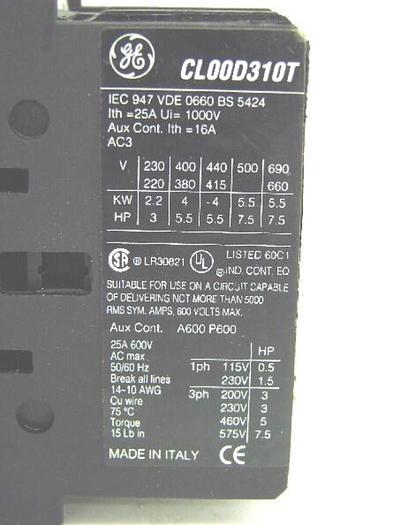 GE CL00D310T
IEC 947 VDE 0660 BS 5424
Ith =25A Ui= 1000V
Aux Cont. Ith =16A
AC3
V 230 400 440 500 690
220 380 415 660
KW 2.2 4 4 5.5 5.5
HP 3 5.5 5.5 7.5 7.5
SA ® LR30821 UL LISTED 60C1
® IND. CONT. EQ
SUITABLE FOR USE ON A CIRCUIT CAPABLE
OF DELIVERING NOT MORE THAN 5000
RMS SYM. AMPS, 600 VOLTS MAX.
Aux Cont. A600 P600
25A 600V HP
AC max
50/60 Hz 1ph 115V 0.5
Break all lines 230V 1.5
14-10 AWG 3ph 200V 3
Cu wire 230V 3
75 °C 460V 5
Torque 575V 7.5
15 Lb in
MADE IN ITALY CE